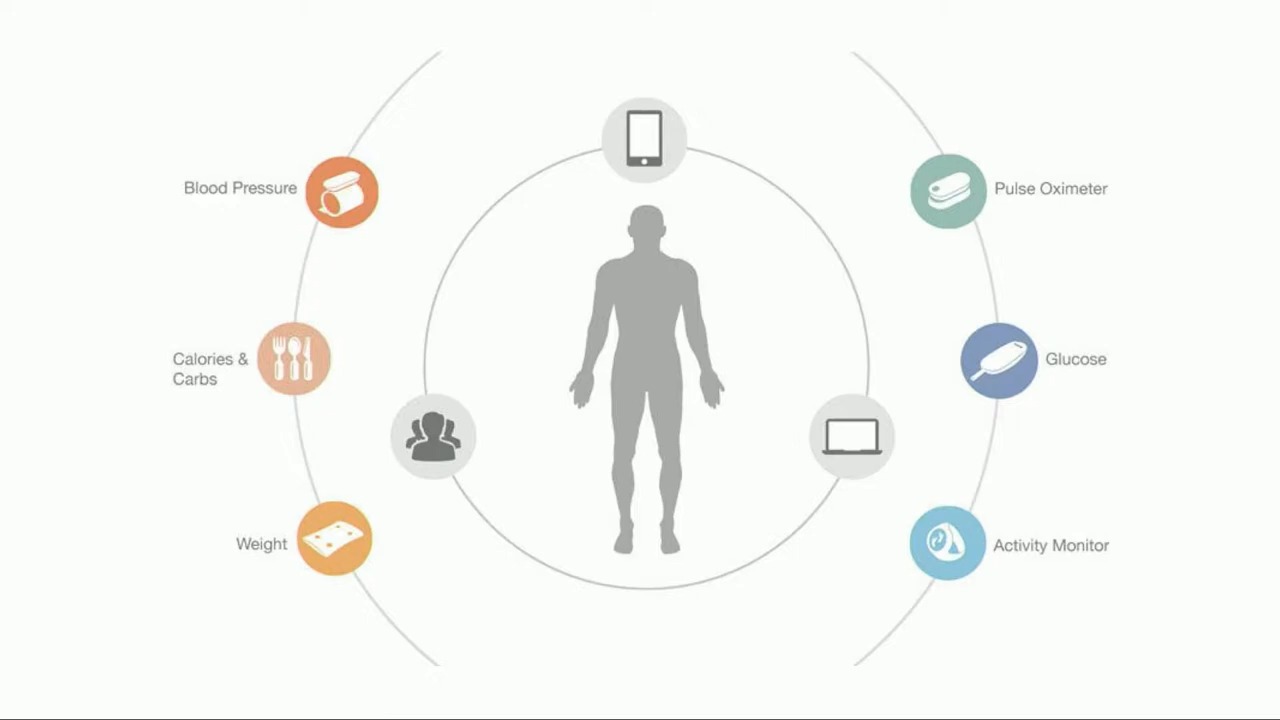 Blood Pressure
Pulse Oximeter
Calories &
Carbs
Glucose
Weight
Activity Monitor